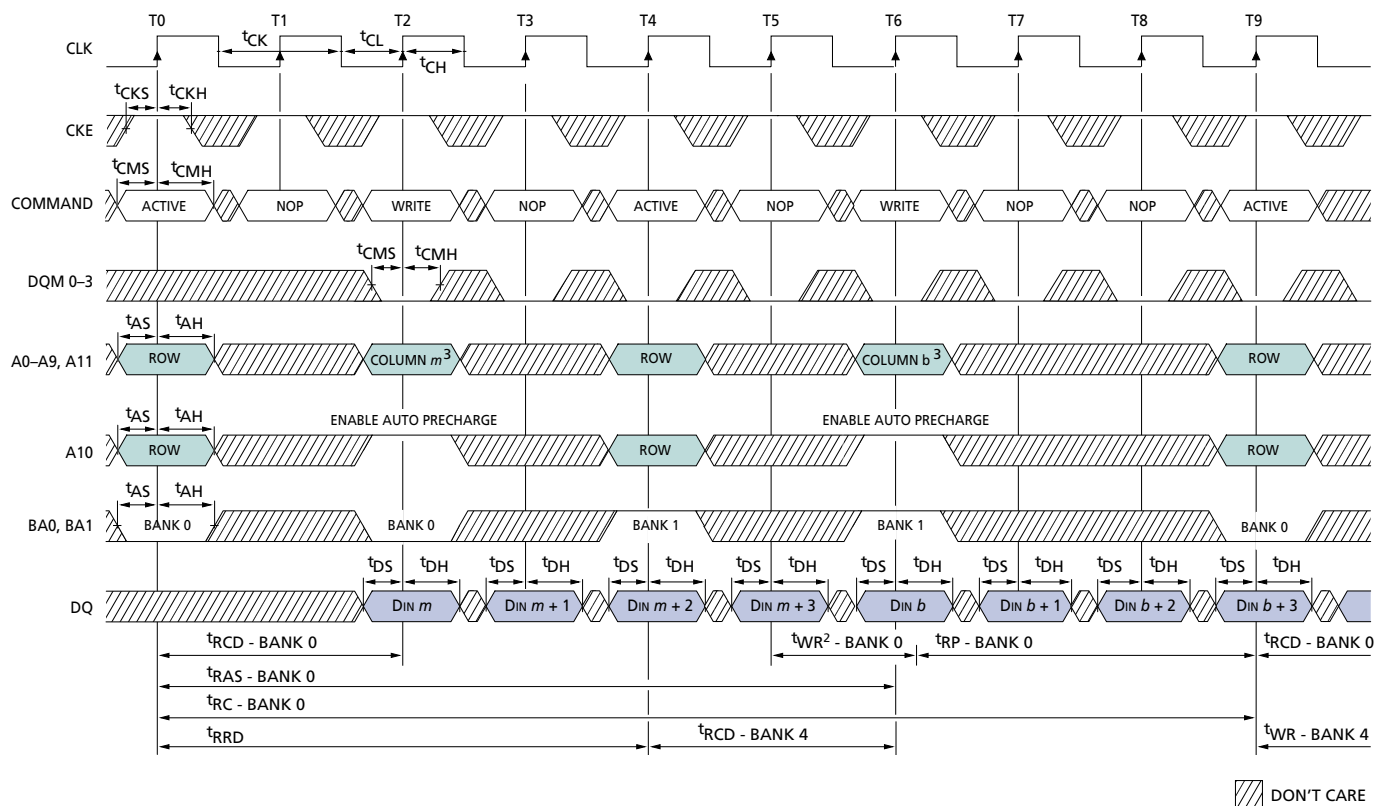 T0 T1 T2 T3 T4 T5 T6 T7 T8 T9
CLK tCK tCL tCH
tCKS tCKH
CKE
tCMS tCMH
COMMAND ACTIVE NOP WRITE NOP ACTIVE NOP WRITE NOP NOP ACTIVE
tCMS tCMH
DQM 0–3
tAS tAH
A0–A9, A11 ROW COLUMN m3 ROW COLUMN b 3 ROW
tAS tAH ENABLE AUTO PRECHARGE ENABLE AUTO PRECHARGE
A10 ROW ROW ROW
tAS tAH
BA0, BA1 BANK 0 BANK 0 BANK 1 BANK 1 BANK 0
tDS tDH tDS tDH tDS tDH tDS tDH tDS tDH tDS tDH tDS tDH tDS tDH
DQ DIN m DIN m + 1 DIN m + 2 DIN m + 3 DIN b DIN b + 1 DIN b + 2 DIN b + 3
tRCD - BANK 0 tWR2 - BANK 0 tRP - BANK 0 tRCD - BANK 0
tRAS - BANK 0
tRC - BANK 0
tRRD tRCD - BANK 4 tWR - BANK 4
DON'T CARE